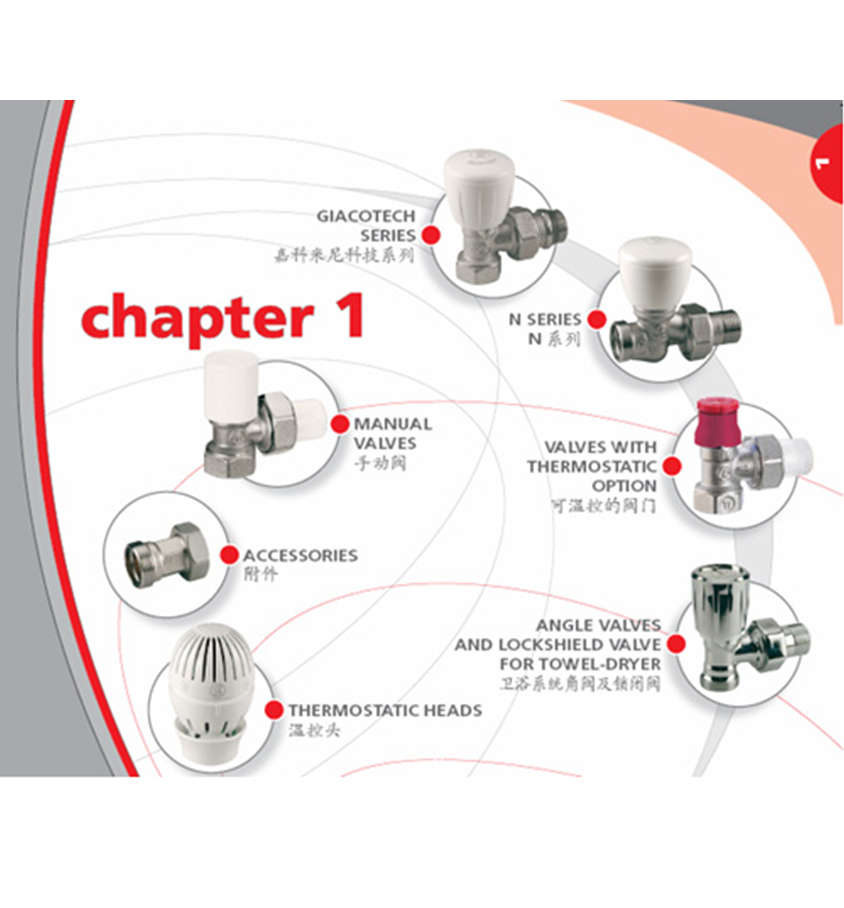 1
GIACOTECH
SERIES
嘉科米尼科技系列
chapter 1
N SERIES
N 系列
MANUAL
VALVES
手动阀
VALVES WITH
THERMOSTATIC
OPTION
可温控的阀门
ACCESSORIES
附件
ANGLE VALVES
AND LOCKSHIELD VALVE
FOR TOWEL-DRYER
卫浴系统角阀及锁闭阀
THERMOSTATIC HEADS
温控头